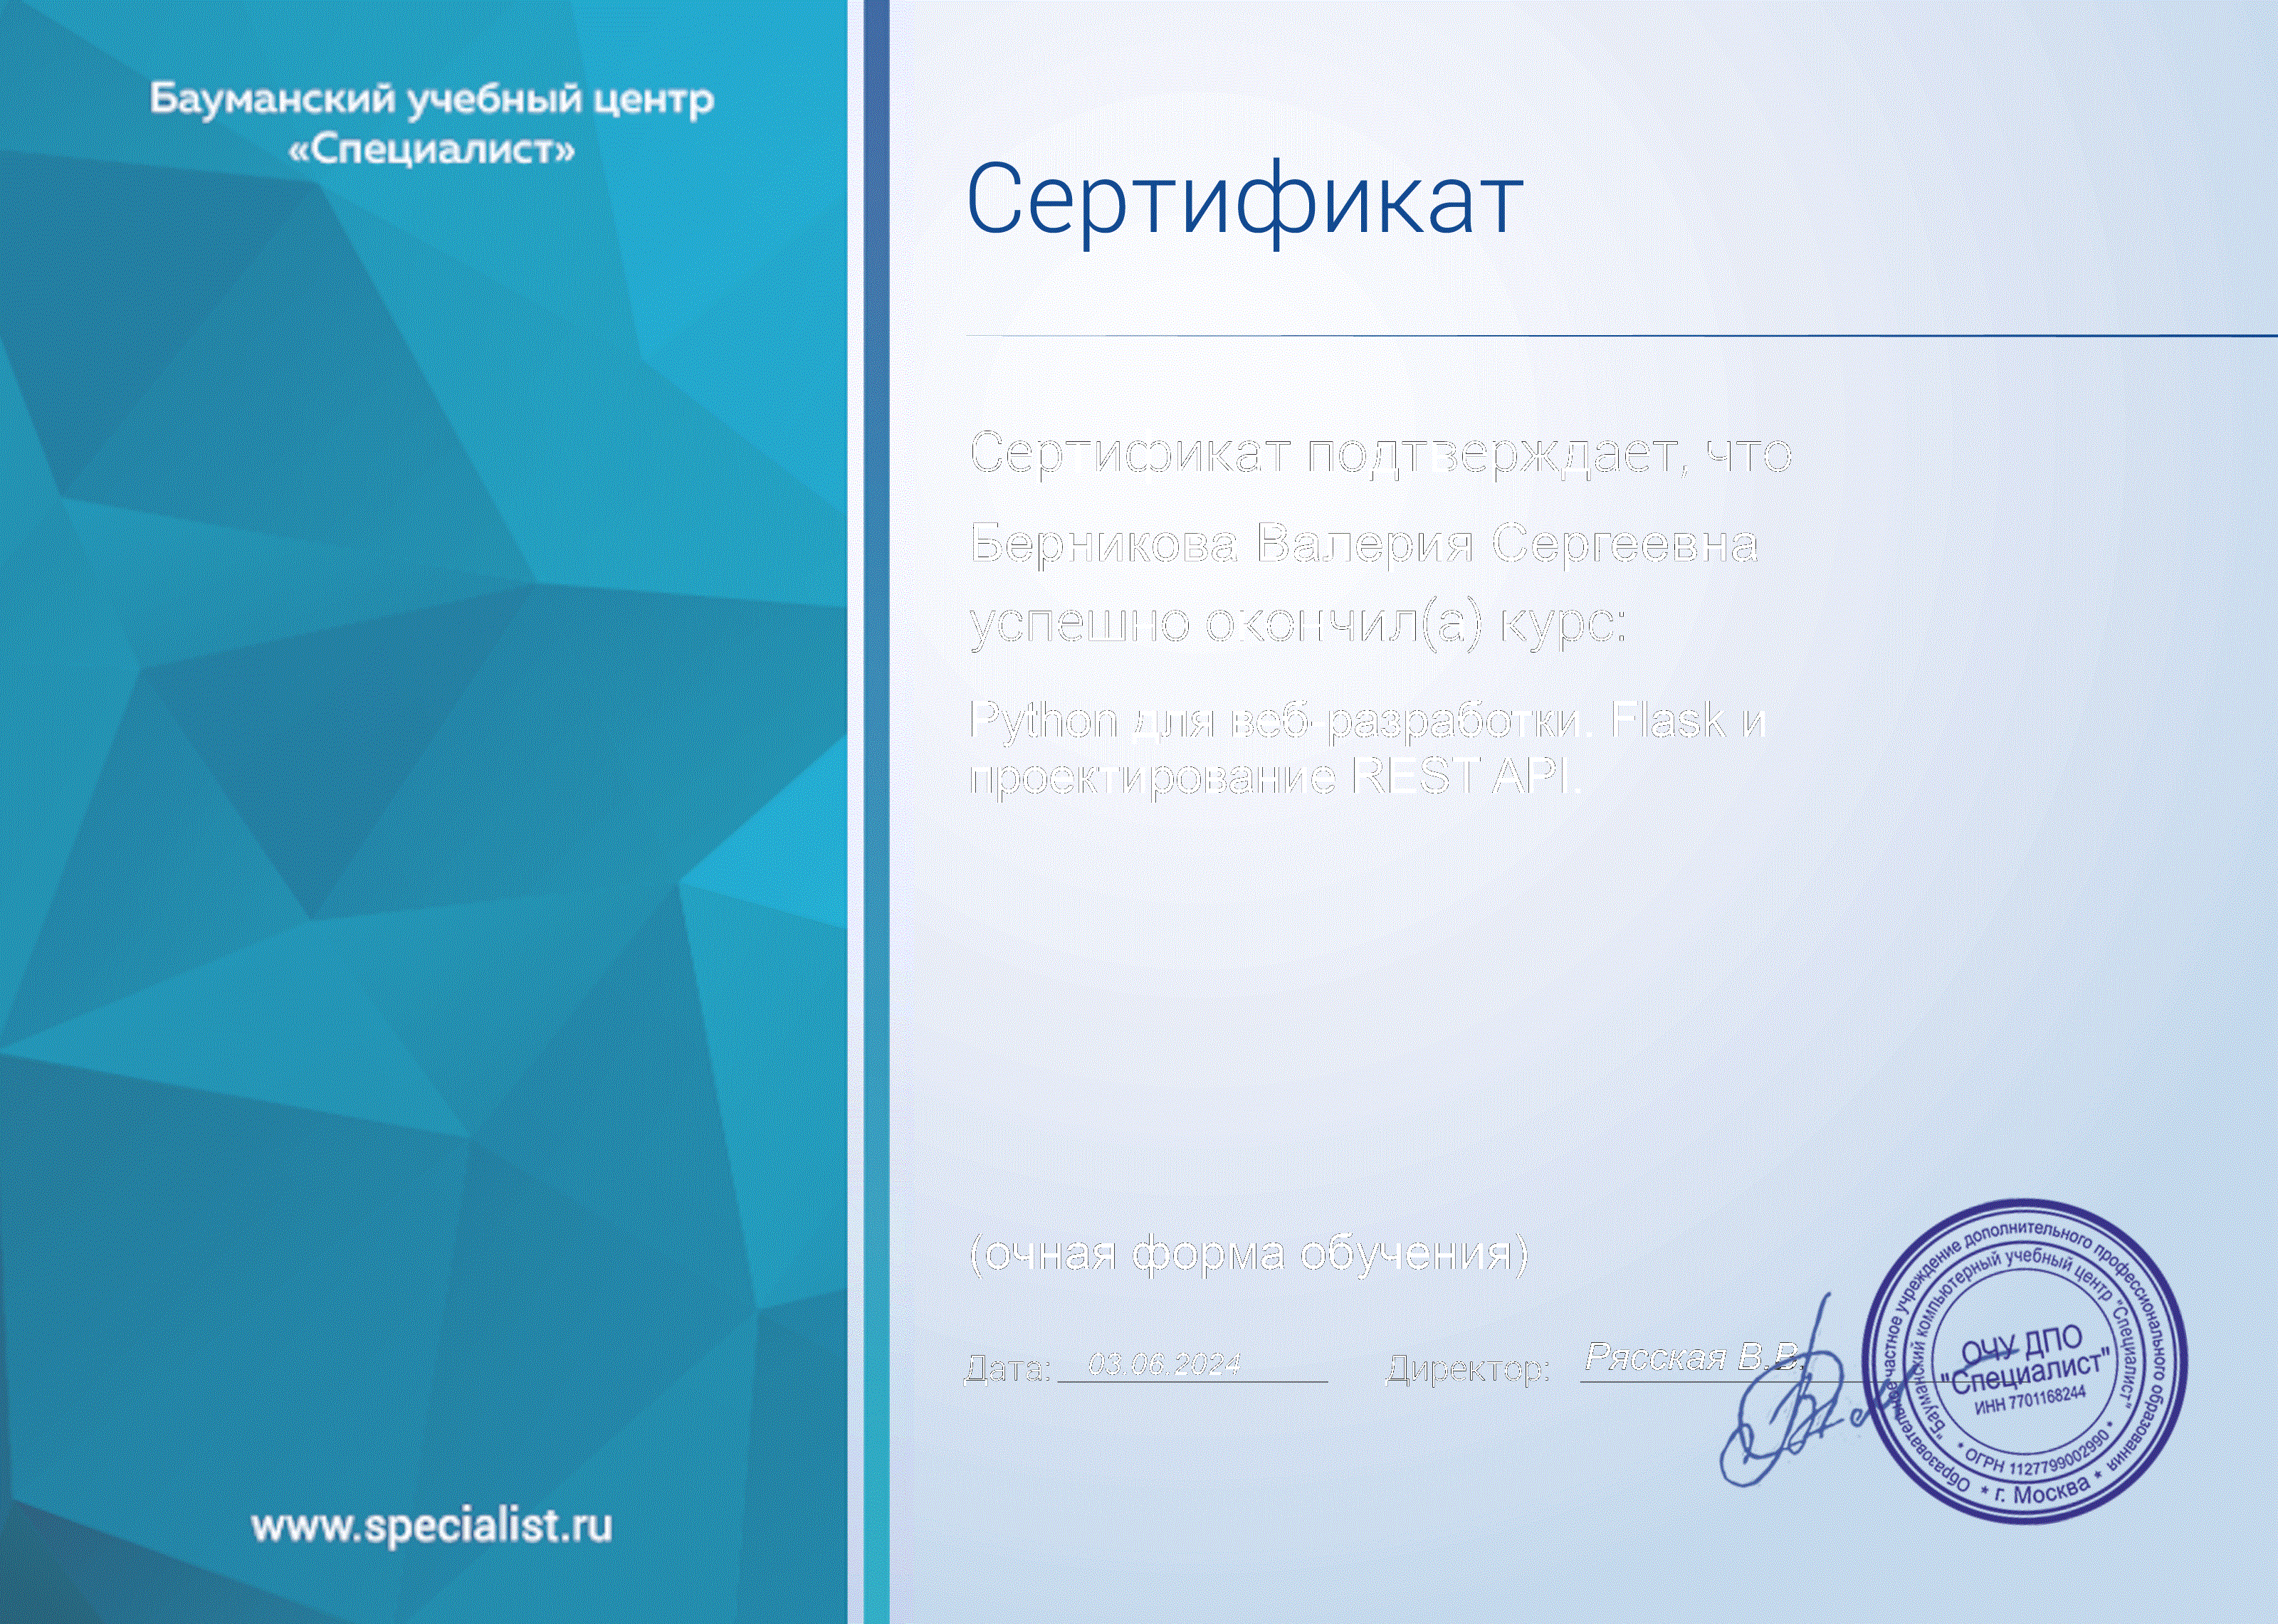 Бауманский учебный центр
«Специалист»
Сертификат
Сертификат подтверждает, что
Берникова Валерия Сергеевна
успешно окончил(а) курс:
Python для веб-разработки. Flask и
проектирование REST API.
(очная форма обучения)
Дата: 03.06.2024 Директор: Рясская В.В.
Образовательное частное учреждение дополнительного профессионального образования
* г. Москва *
"Бауманский компьютерный учебный центр "Специалист"
* ОГРН 1127799002990 *
ОЧУ ДПО
"Специалист"
ИНН 7701168244
www.specialist.ru